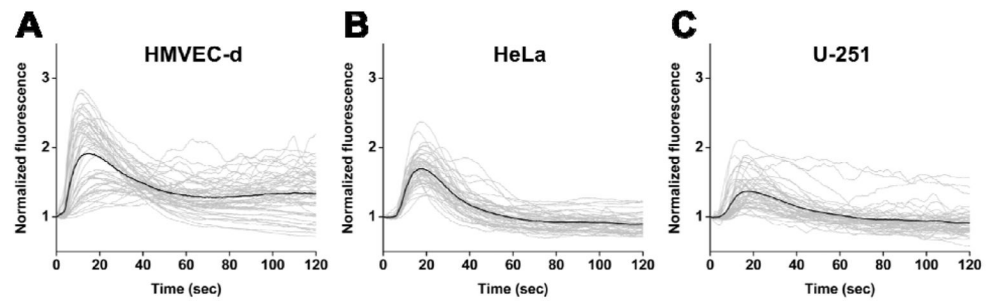 A B C
HMVEC-d HeLa U-251
Normalized fluorescence Normalized fluorescence Normalized fluorescence
3 3 3
2 2 2
1 1 1
0 20 40 60 80 100 120 0 20 40 60 80 100 120 0 20 40 60 80 100 120
Time (sec) Time (sec) Time (sec)